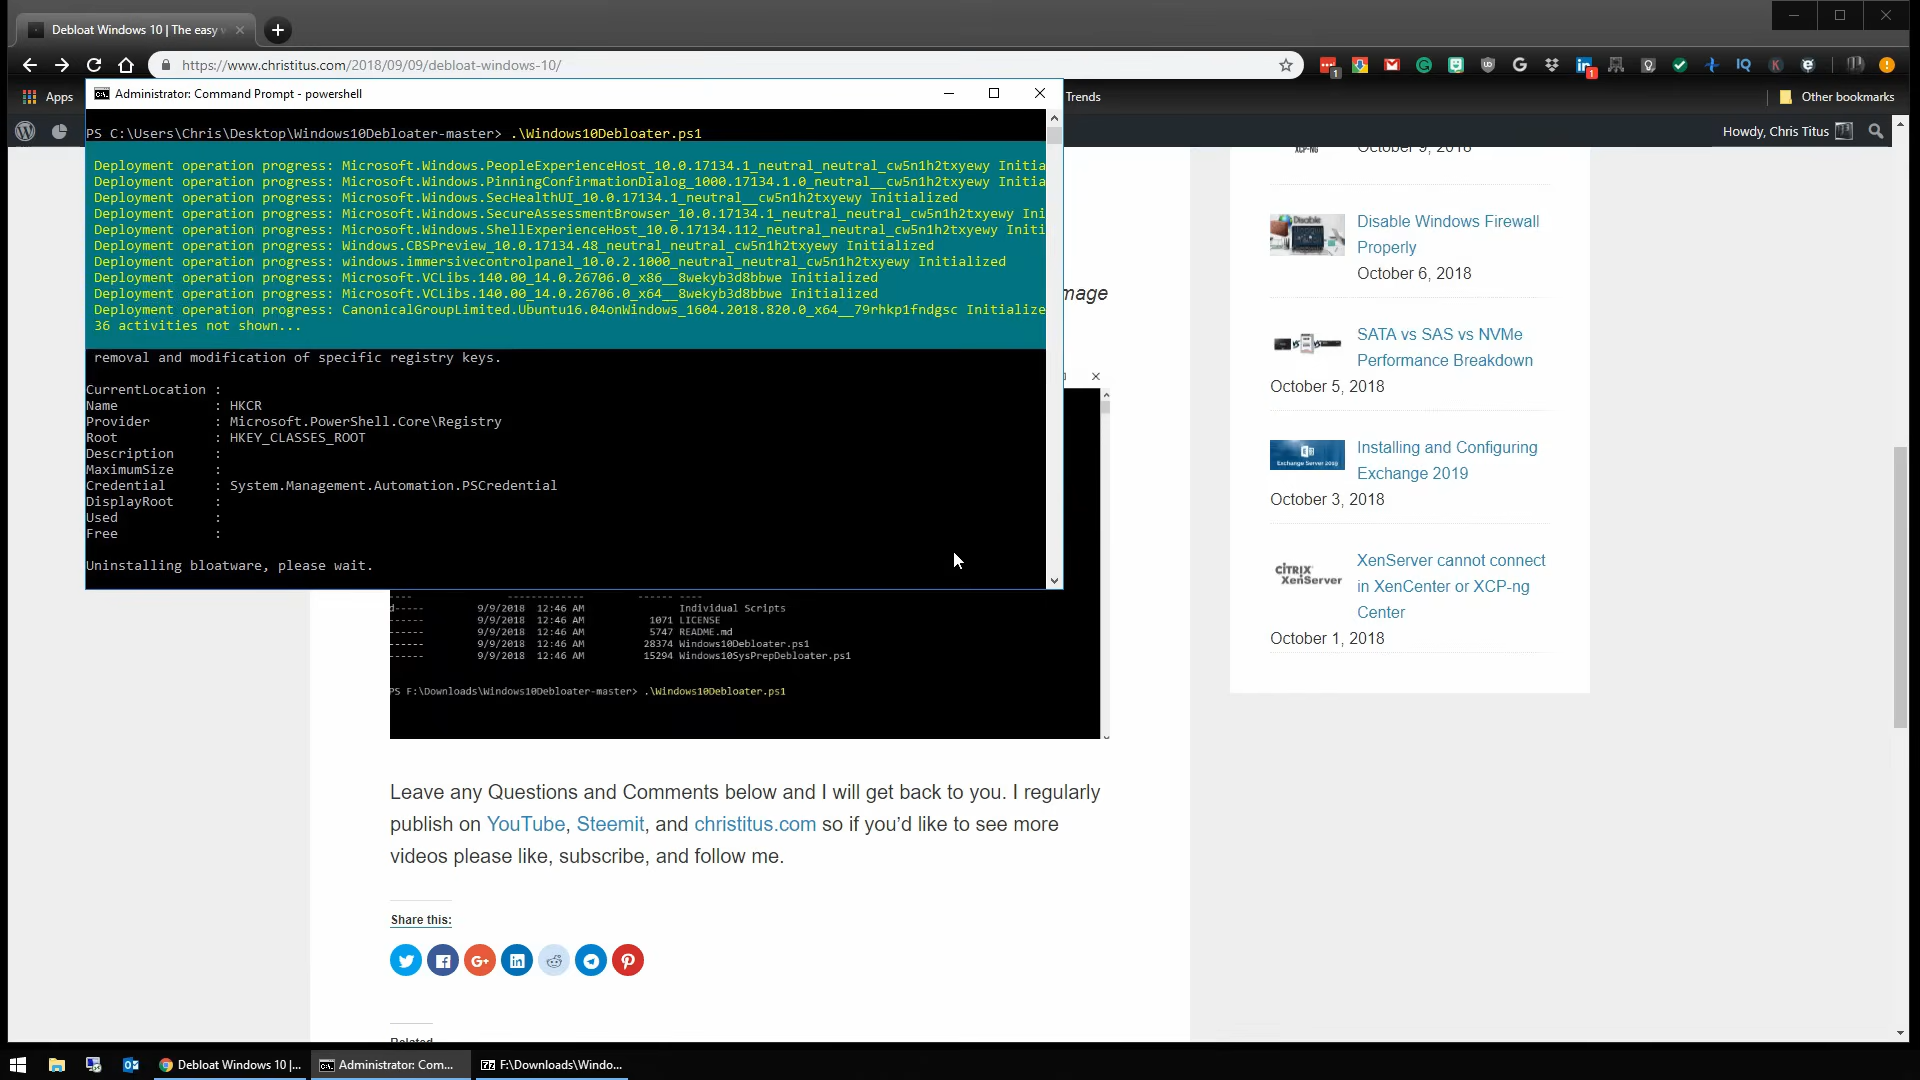 Debloat Windows 10 | The easy
https://www.christitus.com/2018/09/09/debloat-windows-10/
Apps
Trends
Other bookmarks
Howdy, Chris Titus
Administrator: Command Prompt - powershell
PS C:\Users\Chris\Desktop\Windows10Debloater-master> .\Windows10Debloater.ps1
Deployment operation progress: Microsoft.Windows.PeopleExperienceHost_10.0.17134.1_neutral_neutral_cw5n1h2txyewy Initia
Deployment operation progress: Microsoft.Windows.PinningConfirmationDialog_1000.17134.1.0_neutral__cw5n1h2txyewy Initia
Deployment operation progress: Microsoft.Windows.SecHealthUI_10.0.17134.1_neutral__cw5n1h2txyewy Initialized
Deployment operation progress: Microsoft.Windows.SecureAssessmentBrowser_10.0.17134.1_neutral_neutral_cw5n1h2txyewy Ini
Deployment operation progress: Microsoft.Windows.ShellExperienceHost_10.0.17134.112_neutral_neutral_cw5n1h2txyewy Initi
Deployment operation progress: Windows.CBSPreview_10.0.17134.48_neutral_neutral_cw5n1h2txyewy Initialized
Deployment operation progress: windows.immersivecontrolpanel_10.0.2.1000_neutral_neutral_cw5n1h2txyewy Initialized
Deployment operation progress: Microsoft.VCLibs.140.00_14.0.26706.0_x86__8wekyb3d8bbwe Initialized
Deployment operation progress: Microsoft.VCLibs.140.00_14.0.26706.0_x64__8wekyb3d8bbwe Initialized
Deployment operation progress: CanonicalGroupLimited.Ubuntu16.04onWindows_1604.2018.820.0_x64__79rhkp1fndgsc Initialize
36 activities not shown...
removal and modification of specific registry keys.
CurrentLocation :
Name : HKCR
Provider : Microsoft.PowerShell.Core\Registry
Root : HKEY_CLASSES_ROOT
Description :
MaximumSize :
Credential : System.Management.Automation.PSCredential
DisplayRoot :
Used :
Free :
Uninstalling bloatware, please wait.
mage
---- ------------- ------ ----
d----- 9/9/2018 12:46 AM Individual Scripts
------ 9/9/2018 12:46 AM 1071 LICENSE
------ 9/9/2018 12:46 AM 5747 README.md
------ 9/9/2018 12:46 AM 28374 Windows10Debloater.ps1
------ 9/9/2018 12:46 AM 15294 Windows10SysPrepDebloater.ps1
PS F:\Downloads\Windows10Debloater-master> .\Windows10Debloater.ps1
Leave any Questions and Comments below and I will get back to you. I regularly
publish on YouTube, Steemit, and christitus.com so if you’d like to see more
videos please like, subscribe, and follow me.
Share this:
Related
October 9, 2018
Disable Windows Firewall
Properly
October 6, 2018
SATA vs SAS vs NVMe
Performance Breakdown
October 5, 2018
Exchange Server 2019
Installing and Configuring
Exchange 2019
October 3, 2018
CITRIX
XenServer
XenServer cannot connect
in XenCenter or XCP-ng
Center
October 1, 2018
Debloat Windows 10 |...
Administrator: Com...
F:\Downloads\Windo...